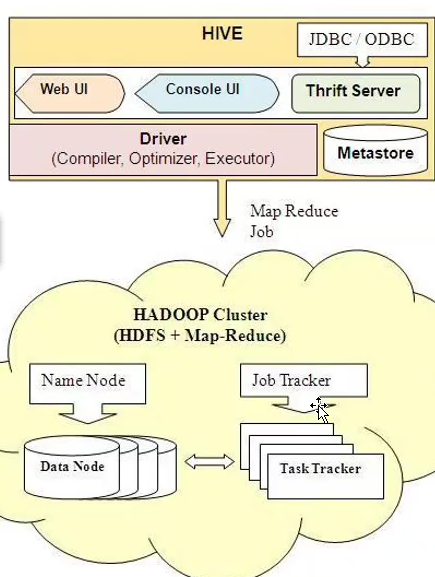 HIVE
JDBC / ODBC
Web UI
Console UI
Thrift Server
Driver
(Compiler, Optimizer, Executor)
Metastore
Map Reduce
Job
HADOOP Cluster
(HDFS + Map-Reduce)
Name Node
Job Tracker
Data Node
Task Tracker